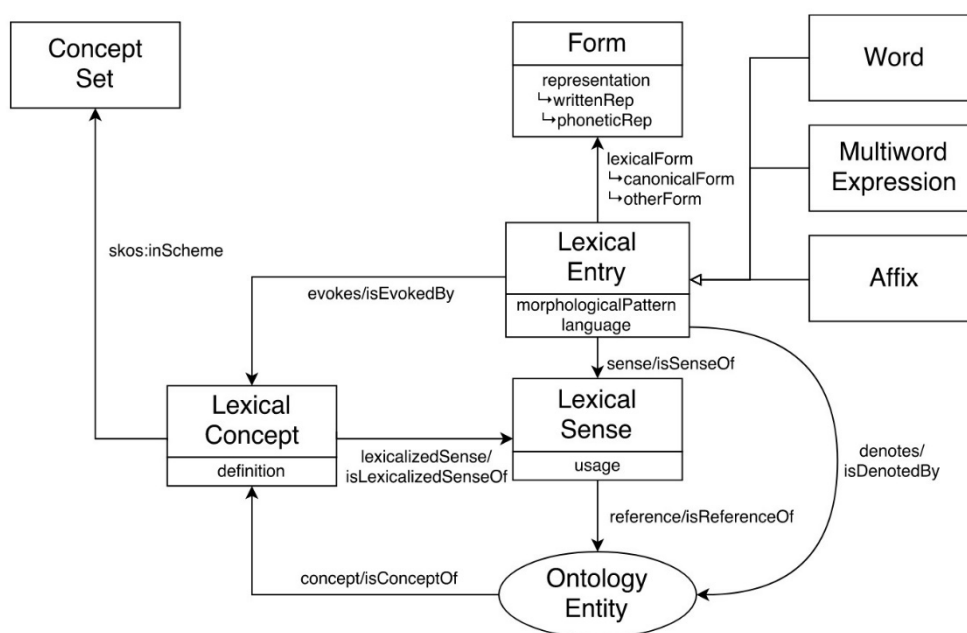 Concept
Set
Form
representation
↳writtenRep
↳phoneticRep
Word
Multiword
Expression
Affix
lexicalForm
↳canonicalForm
↳otherForm
skos:inScheme
Lexical
Entry
morphologicalPattern
language
evokes/isEvokedBy
sense/isSenseOf
Lexical
Concept
definition
lexicalizedSense/
isLexicalizedSenseOf
Lexical
Sense
usage
denotes/
isDenotedBy
reference/isReferenceOf
concept/isConceptOf
Ontology
Entity